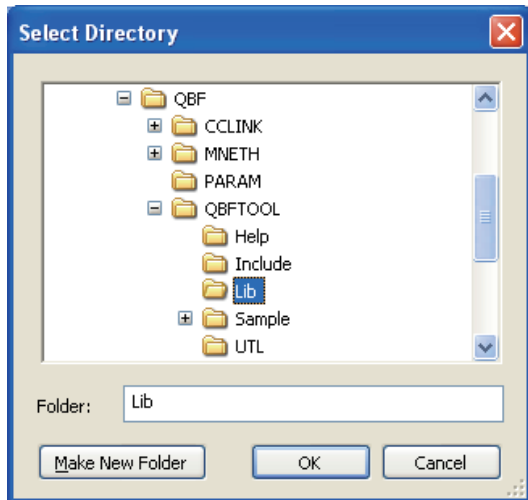 Select Directory
QBF
CCLINK
MNETH
PARAM
QBFTOOL
Help
Include
Lib
Sample
UTL
Folder: Lib
Make New Folder OK Cancel